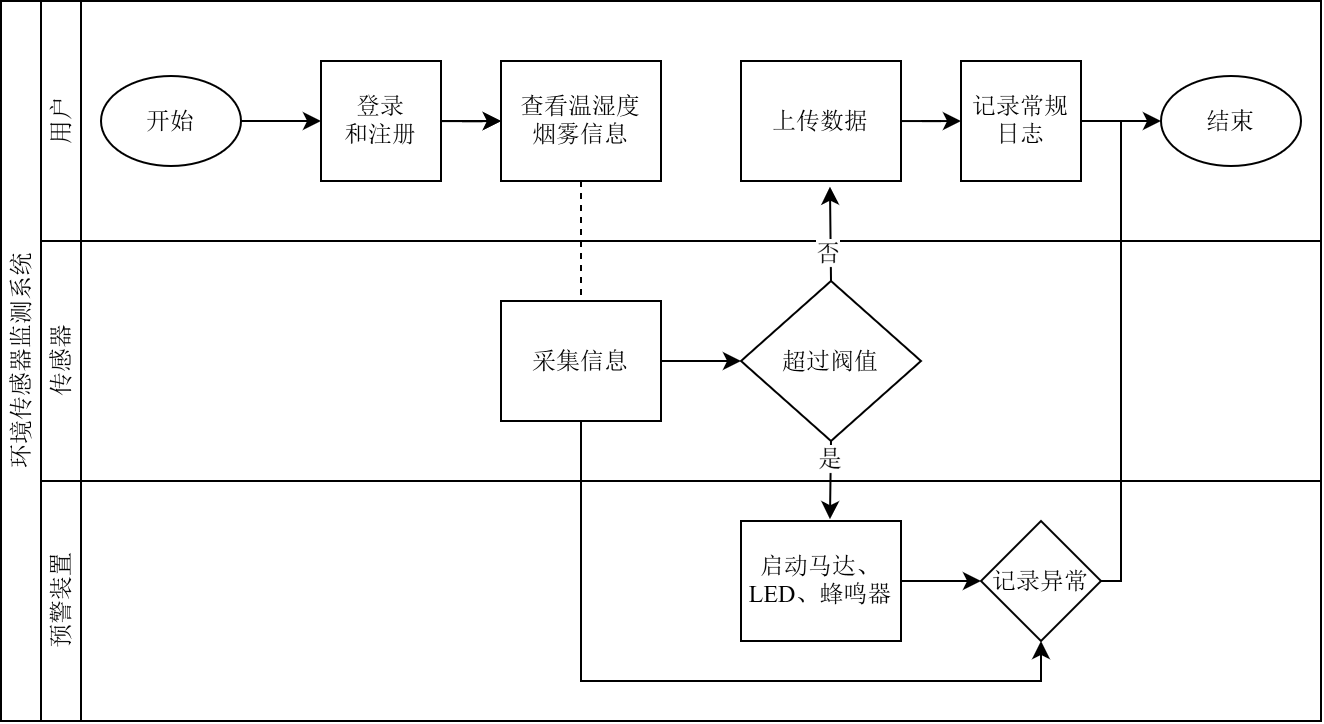 环境传感器监测系统
用户
开始
登录
和注册
查看温湿度
烟雾信息
上传数据
记录常规
日志
结束
否
传感器
采集信息
超过阀值
是
预警装置
启动马达、
LED、蜂鸣器
记录异常